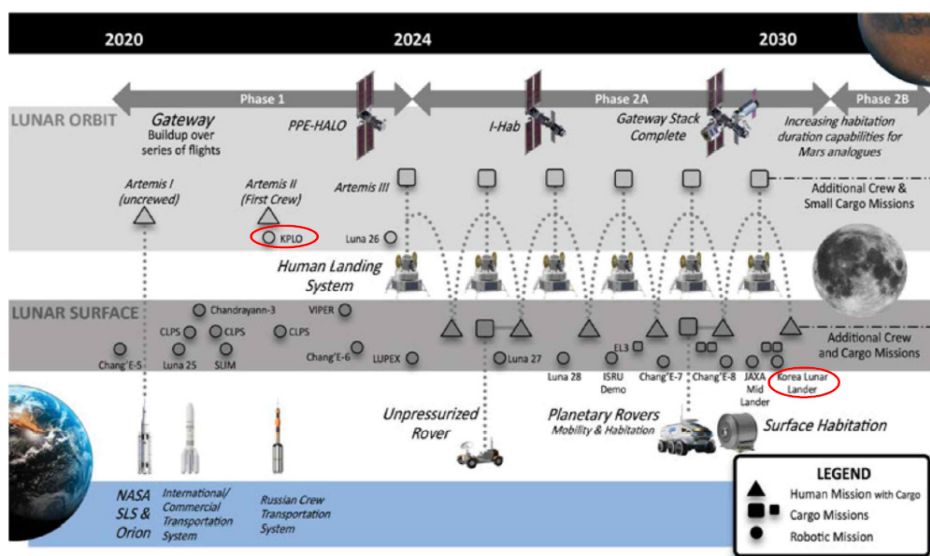 2020
2024
2030
Phase 1
Phase 2A
Phase 2B
LUNAR ORBIT
Gateway
Buildup over
series of flights
PPE-HALO
I-Hab
Gateway Stack
Complete
Increasing habitation
duration capabilities for
Mars analogues
Artemis I
(uncrewed)
Artemis II
(First Crew)
Artemis III
Additional Crew &
Small Cargo Missions
KPLO
Luna 26
Human Landing
System
LUNAR SURFACE
Chandrayann-3
VIPER
CLPS
CLPS
CLPS
Chang'E-5
Luna 25
SLIM
Chang'E-6
LUPEX
Luna 27
Luna 28
ISRU
Demo
EL3
Chang'E-7
Chang'E-8
JAXA
Mid
Lander
Korea Lunar
Lander
Additional Crew
and Cargo Missions
Unpressurized
Rover
Planetary Rovers
Mobility & Habitation
Surface Habitation
NASA
SLS &
Orion
International/
Commercial
Transportation
System
Russian Crew
Transportation
System
LEGEND
Human Mission with Cargo
Cargo Missions
Robotic Mission